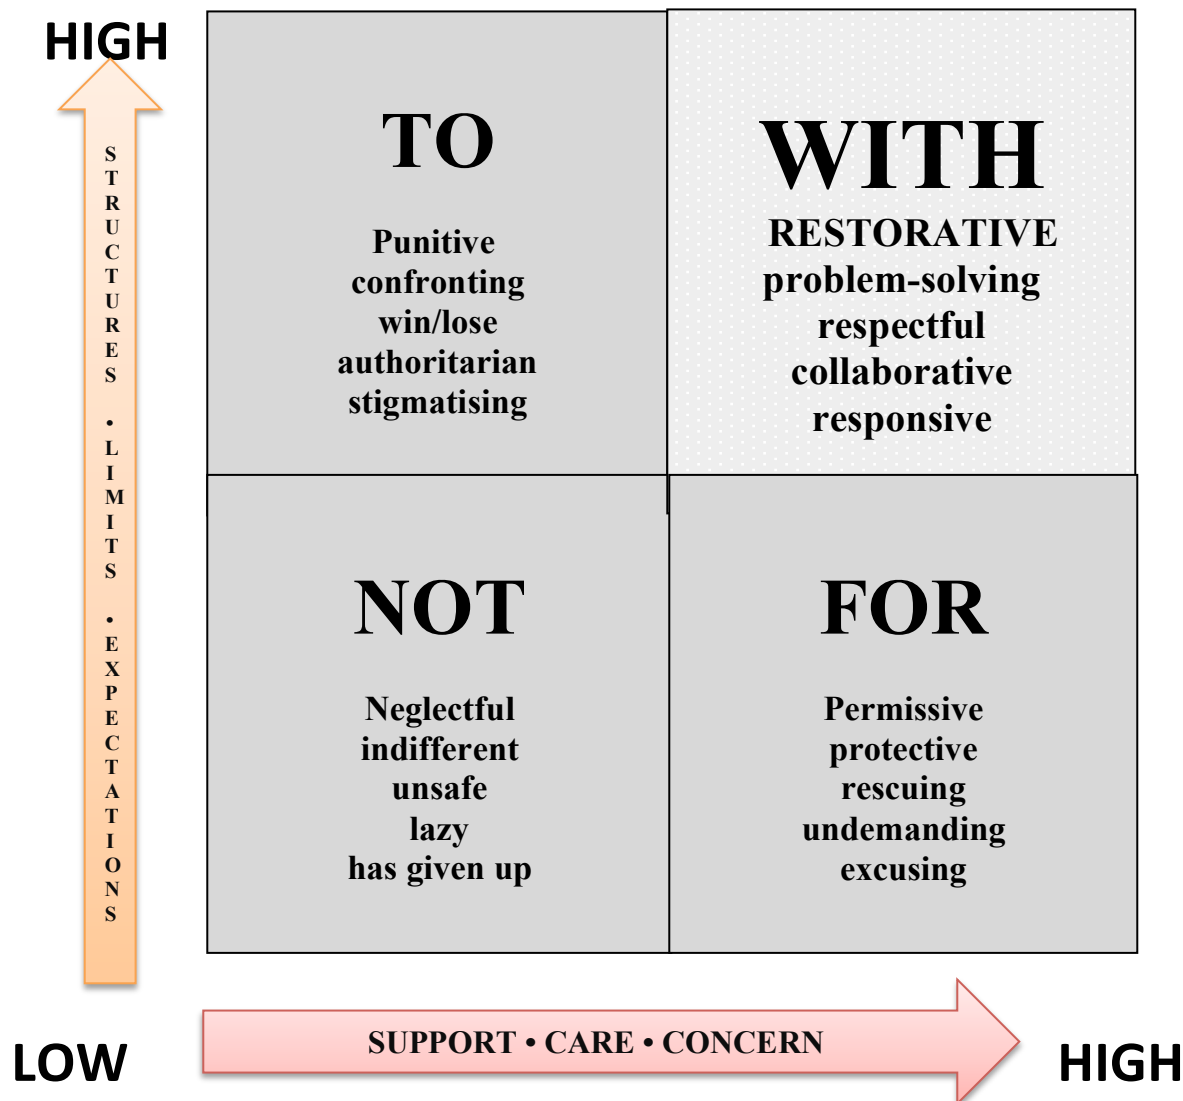 HIGH
STRUCTURES • LIMITS • EXPECTATIONS
TO
Punitive
confronting
win/lose
authoritarian
stigmatising
WITH
RESTORATIVE
problem-solving
respectful
collaborative
responsive
NOT
Neglectful
indifferent
unsafe
lazy
has given up
FOR
Permissive
protective
rescuing
undemanding
excusing
LOW
SUPPORT • CARE • CONCERN
HIGH